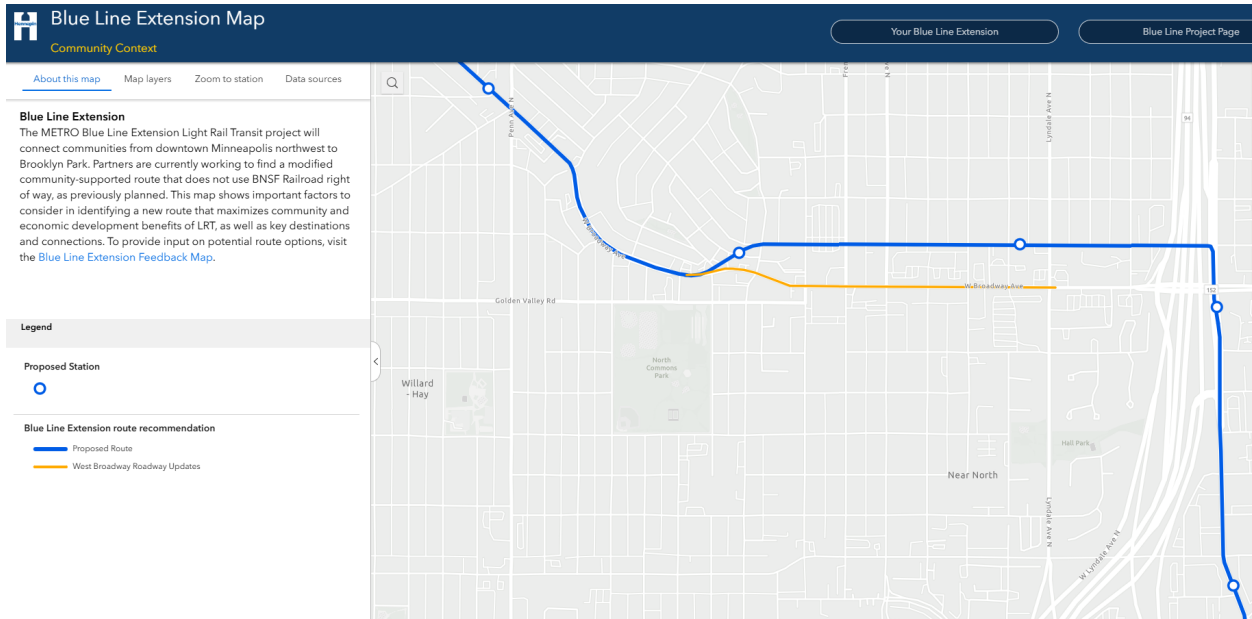 Hennepin
Blue Line Extension Map
Community Context
Your Blue Line Extension
Blue Line Project Page
About this map
Map layers
Zoom to station
Data sources
Blue Line Extension
The METRO Blue Line Extension Light Rail Transit project will
connect communities from downtown Minneapolis northwest to
Brooklyn Park. Partners are currently working to find a modified
community-supported route that does not use BNSF Railroad right
of way, as previously planned. This map shows important factors to
consider in identifying a new route that maximizes community and
economic development benefits of LRT, as well as key destinations
and connections. To provide input on potential route options, visit
the Blue Line Extension Feedback Map.
Legend
Proposed Station
Blue Line Extension route recommendation
Proposed Route
West Broadway Roadway Updates
Penn Ave N
Lyndale Ave N
94
W Broadway Ave
W Broadway Ave
152
Golden Valley Rd
North
Commons
Park
Willard
- Hay
Hall Park
Near North
Lyndale Ave N
W Lyndale Ave N